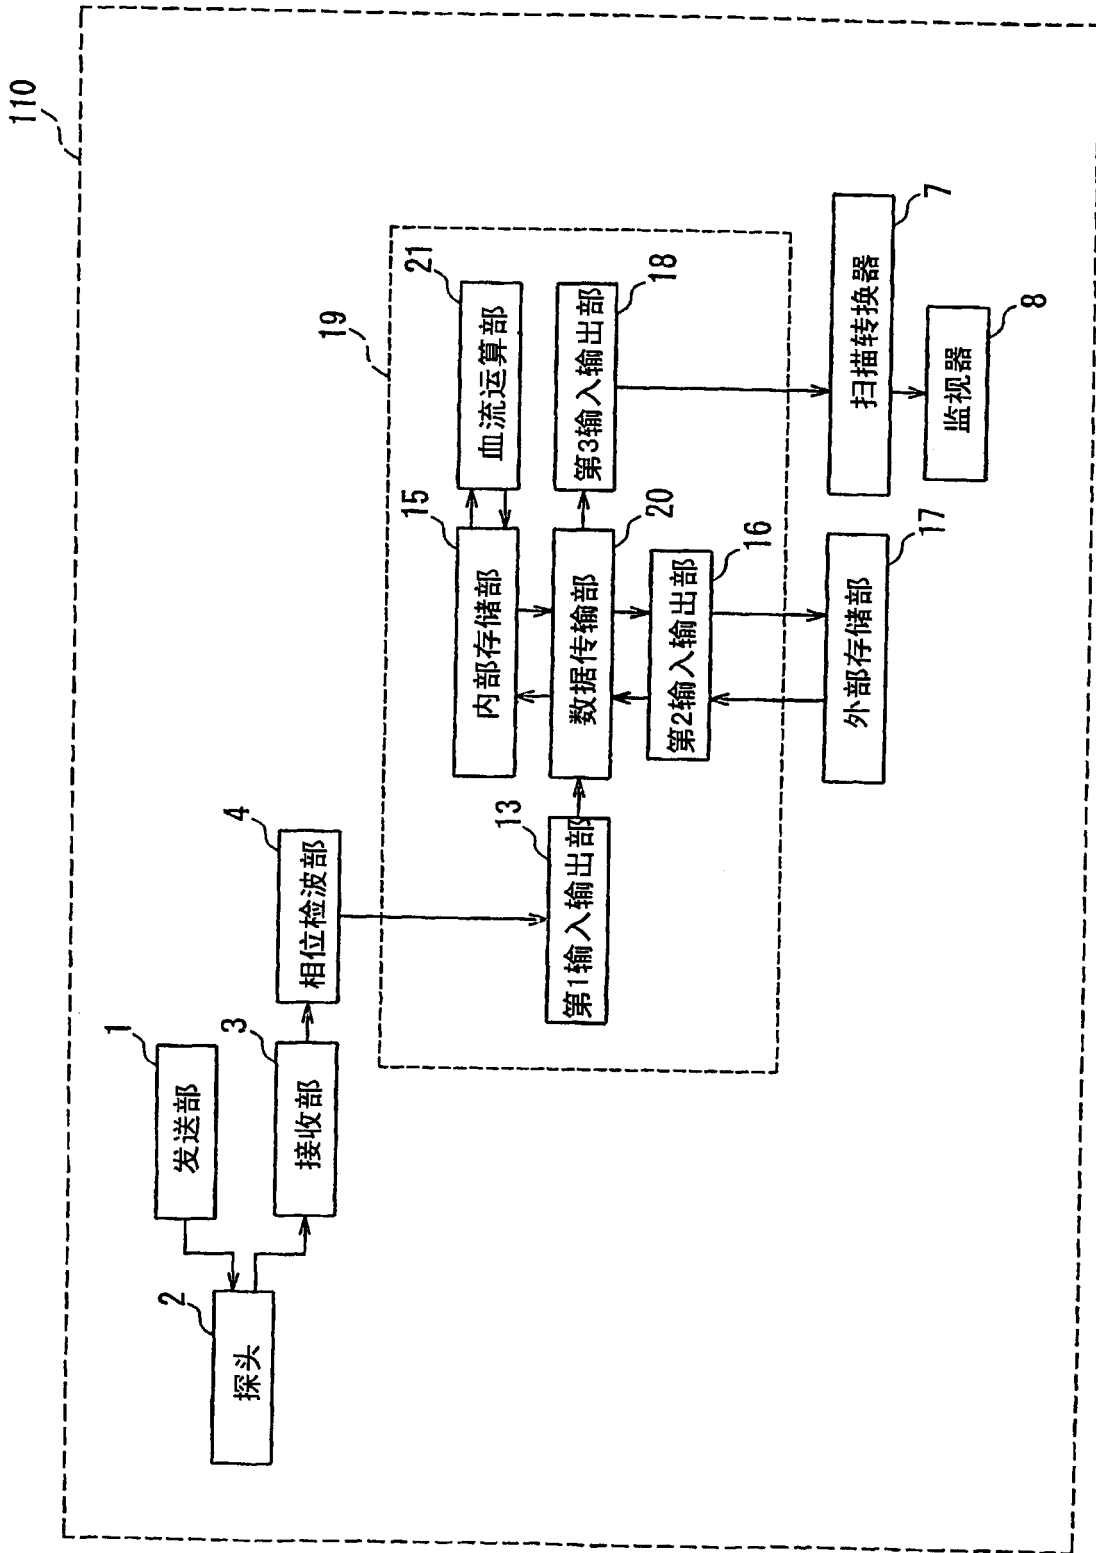 110
1
发送部
2
探头
3
接收部
4
相位检波部
19
13
第1输入输出部
15
内部存储部
21
血流运算部
20
数据传输部
18
第3输入输出部
16
第2输入输出部
17
外部存储部
7
扫描转换器
8
监视器